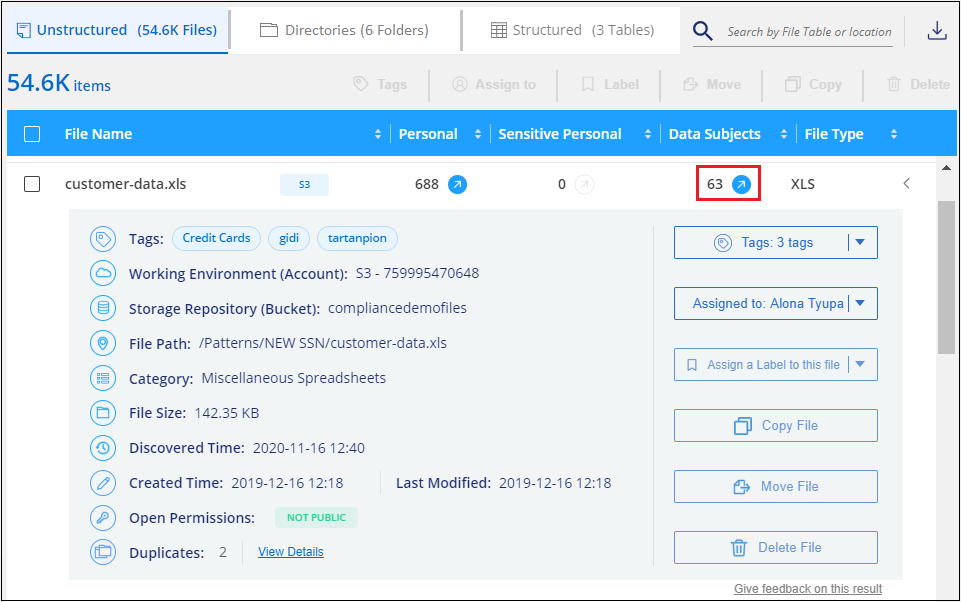 Unstructured (54.6K Files)
Directories (6 Folders)
Structured (3 Tables)
Search by File Table or location
54.6K items
Tags
Assign to
Label
Move
Copy
Delete
File Name
Personal
Sensitive Personal
Data Subjects
File Type
customer-data.xls
S3
688
0
63
XLS
Tags: Credit Cards gidi tartanpion
Working Environment (Account): S3 - 759995470648
Storage Repository (Bucket): compliancedemofiles
File Path: /Patterns/NEW SSN/customer-data.xls
Category: Miscellaneous Spreadsheets
File Size: 142.35 KB
Discovered Time: 2020-11-16 12:40
Created Time: 2019-12-16 12:18
Last Modified: 2019-12-16 12:18
Open Permissions: NOT PUBLIC
Duplicates: 2 View Details
Tags: 3 tags
Assigned to: Alona Tyupa
Assign a Label to this file
Copy File
Move File
Delete File
Give feedback on this result